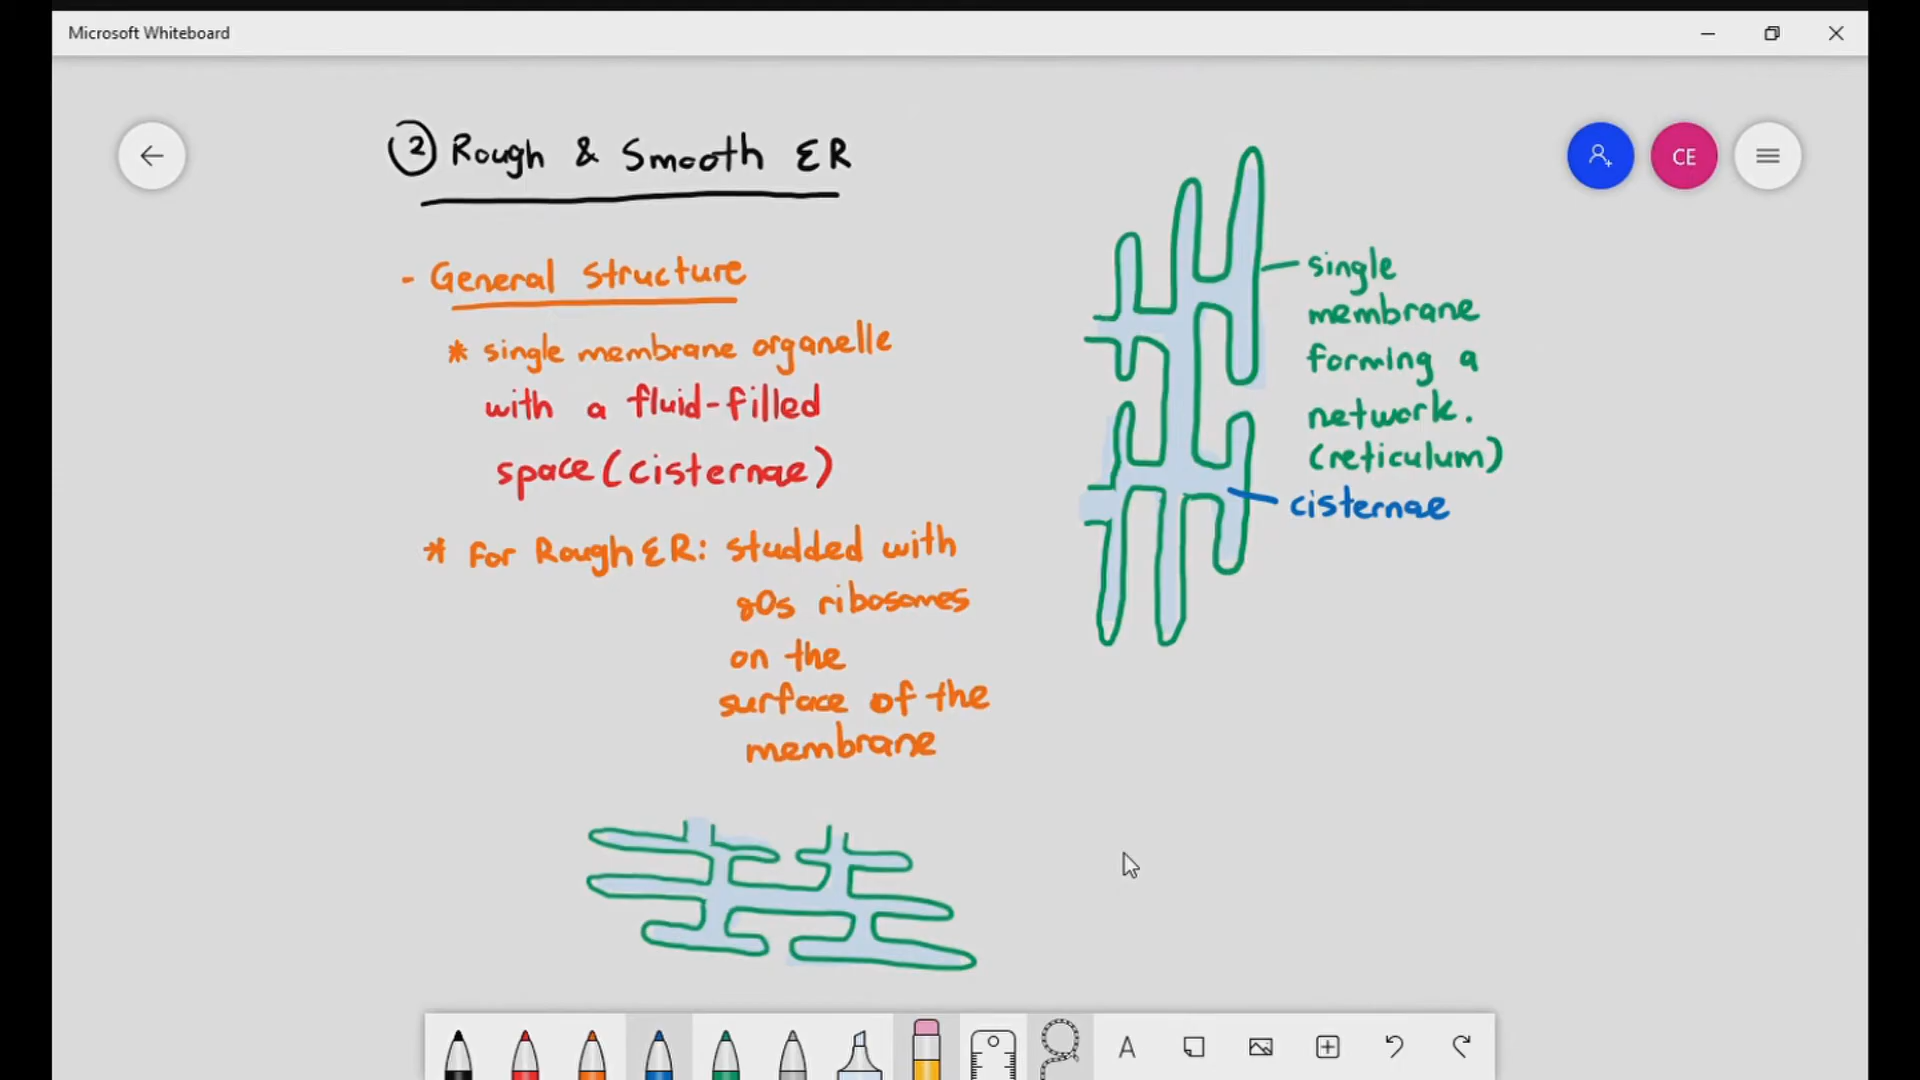 Microsoft Whiteboard
CE
② Rough & Smooth ER
- General Structure
* single membrane organelle
with a fluid-filled
space (cisternae)
* for Rough ER: studded with
80s ribosomes
on the
surface of the
membrane
single
membrane
forming a
network.
(reticulum)
cisternae
A